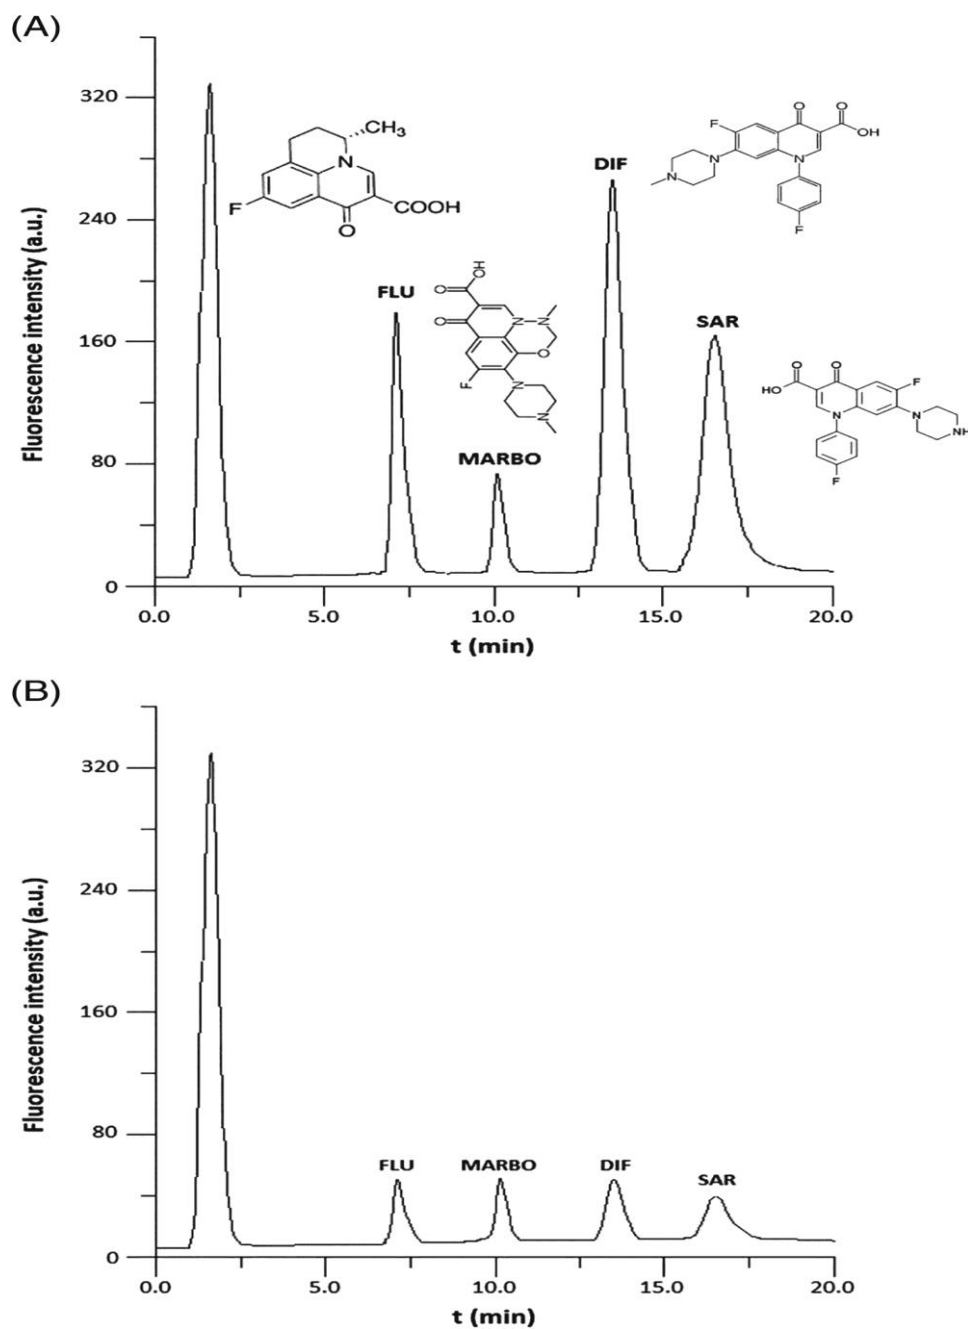 (A)
Fluorescence intensity (a.u.)
320
240
160
80
0
0.0 5.0 10.0 15.0 20.0
t (min)
FLU
MARBO
DIF
SAR
CH3
N
F
COOH
O
OH
O
O
N
N
O
F
N
N
O
O
F
OH
N
N
N
F
O
O
HO
F
N
N
NH
F
(B)
Fluorescence intensity (a.u.)
320
240
160
80
0
0.0 5.0 10.0 15.0 20.0
t (min)
FLU
MARBO
DIF
SAR